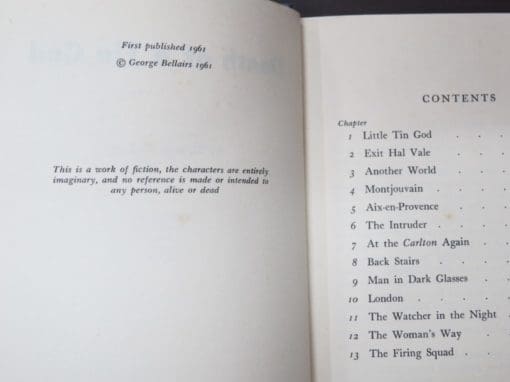 First published 1961
© George Bellairs 1961
This is a work of fiction, the characters are entirely
imaginary, and no reference is made or intended to
any person, alive or dead
CONTENTS
Chapter
1 Little Tin God . . .
2 Exit Hal Vale . . .
3 Another World . . .
4 Montjouvain . . .
5 Aix-en-Provence . . .
6 The Intruder . . .
7 At the Carlton Again . .
8 Back Stairs . . . .
9 Man in Dark Glasses . .
10 London . . . .
11 The Watcher in the Night .
12 The Woman's Way . .
13 The Firing Squad . . .